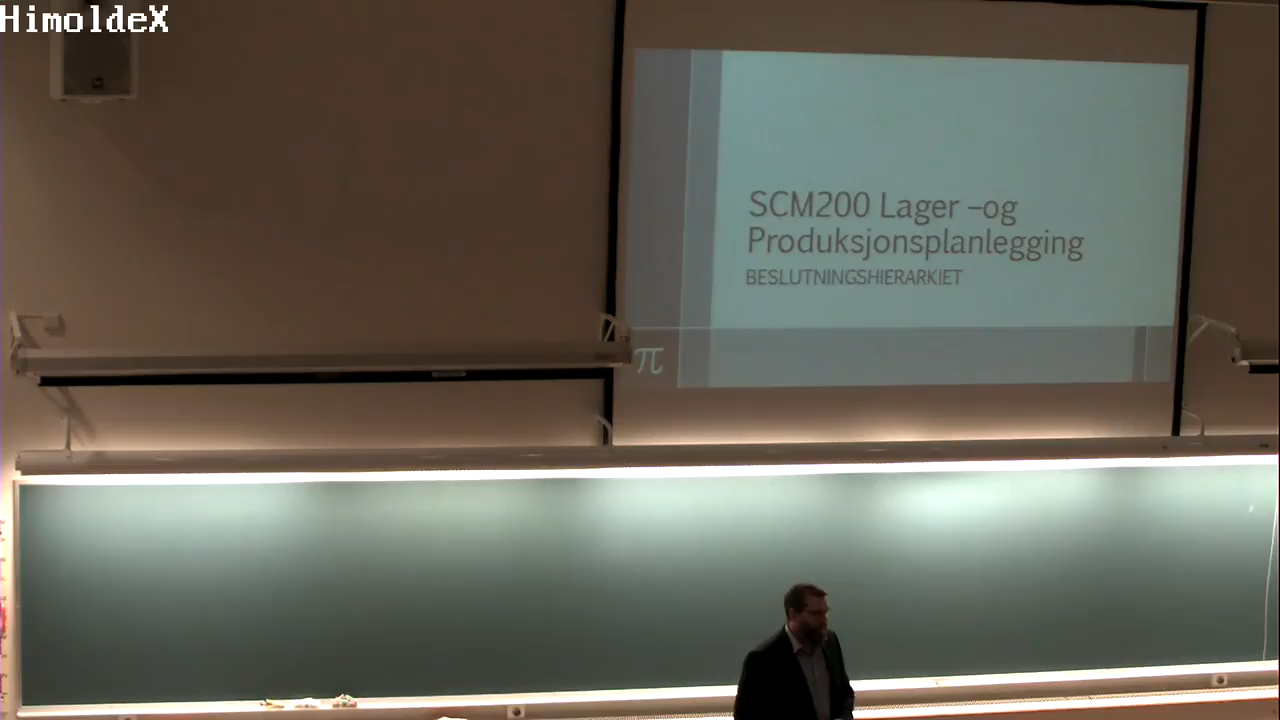 HimoldeX
SCM200 Lager –og
Produksjonsplanlegging
BESLUTNINGSHIERARKIET
π